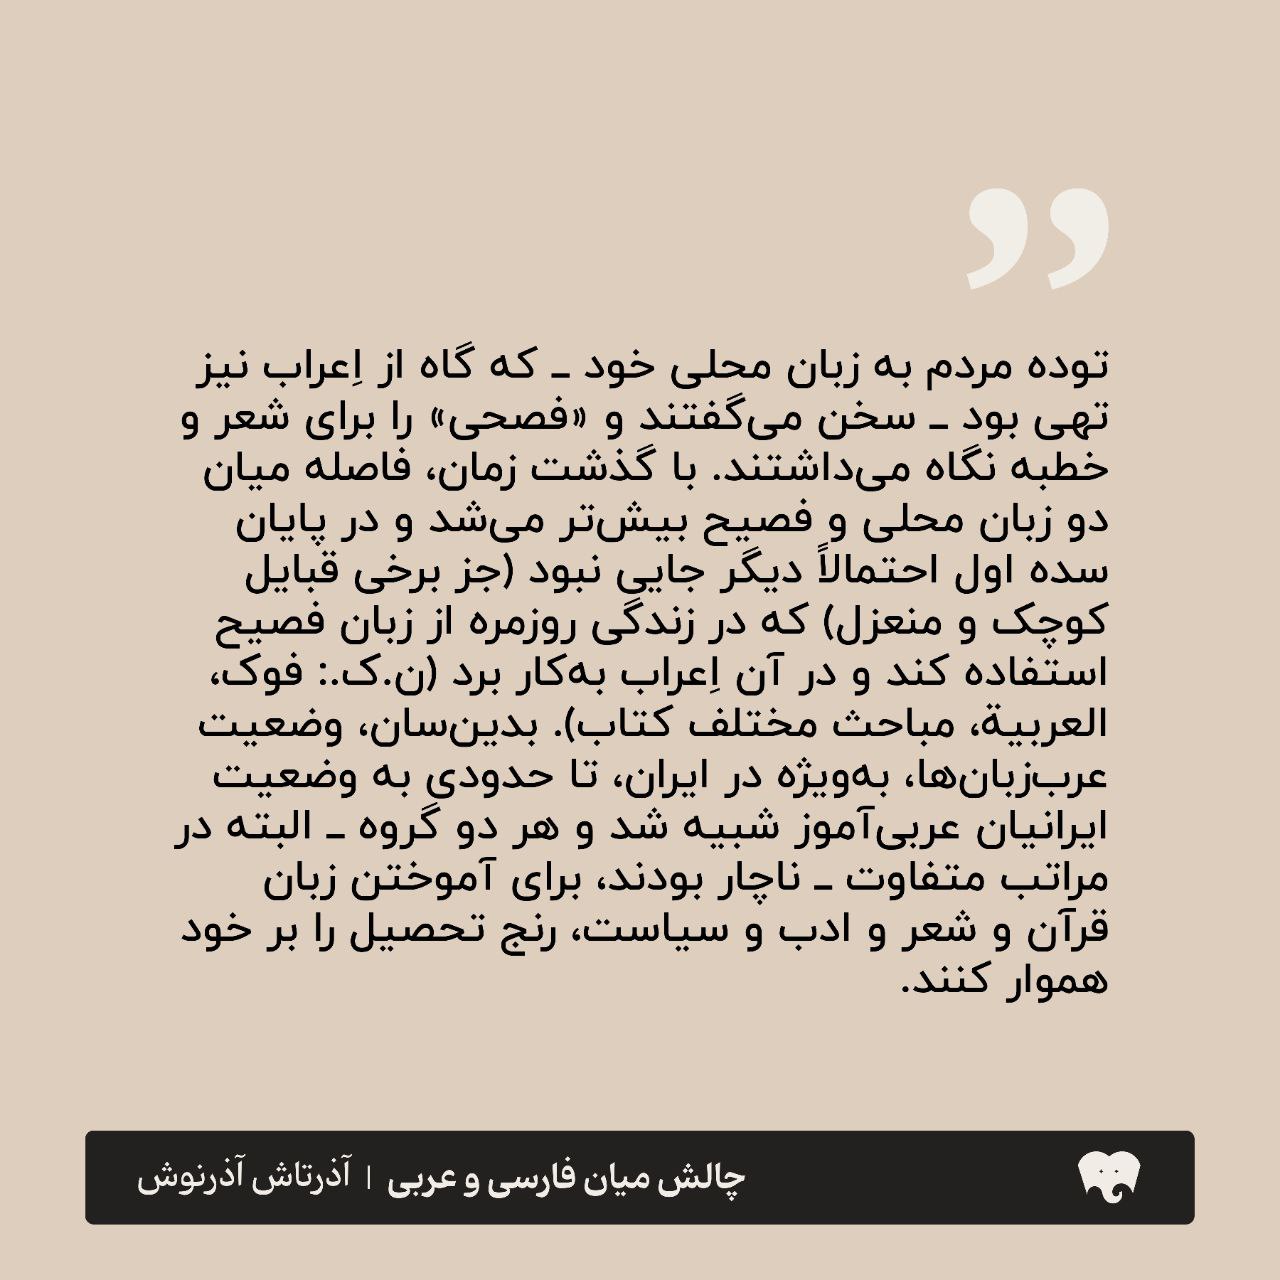 توده مردم به زبان محلی خود ـ که گاه از اِعراب نیز
تهی بود ـ سخن می‌گفتند و «فصحی» را برای شعر و
خطبه نگاه می‌داشتند. با گذشت زمان، فاصله میان
دو زبان محلی و فصیح بیش‌تر می‌شد و در پایان
سده اول احتمالاً دیگر جایی نبود (جز برخی قبایل
کوچک و منعزل) که در زندگی روزمره از زبان فصیح
استفاده کند و در آن اِعراب به‌کار برد (ن.ک.: فوک،
العربیة، مباحث مختلف کتاب). بدین‌سان، وضعیت
عرب‌زبان‌ها، به‌ویژه در ایران، تا حدودی به وضعیت
ایرانیان عربی‌آموز شبیه شد و هر دو گروه ـ البته در
مراتب متفاوت ـ ناچار بودند، برای آموختن زبان
قرآن و شعر و ادب و سیاست، رنج تحصیل را بر خود
هموار کنند.
چالش میان فارسی و عربی | آذرتاش آذرنوش